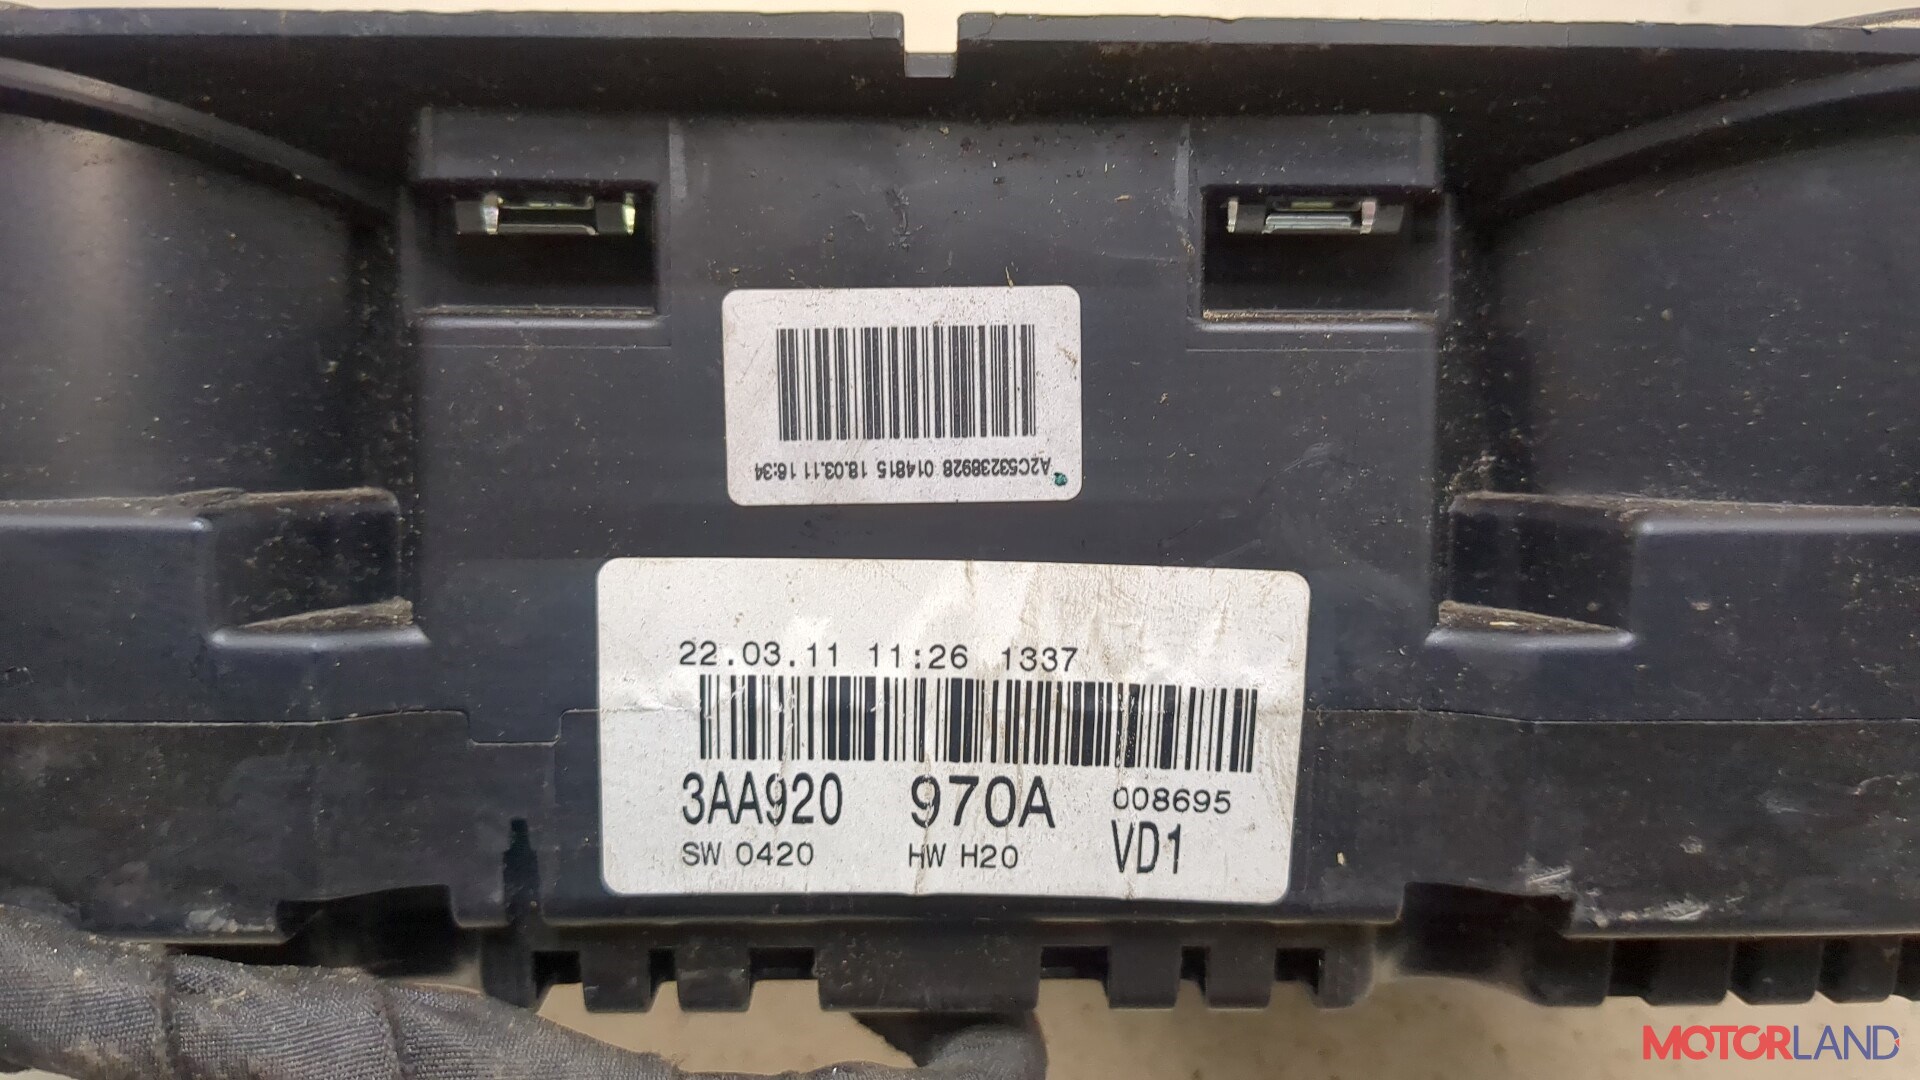 A2C53238928 014815 18.03.11 16:34
22.03.11 11:26 1337
3AA920 970A 008695
SW 0420 HW H20 VD1
MOTORLAND